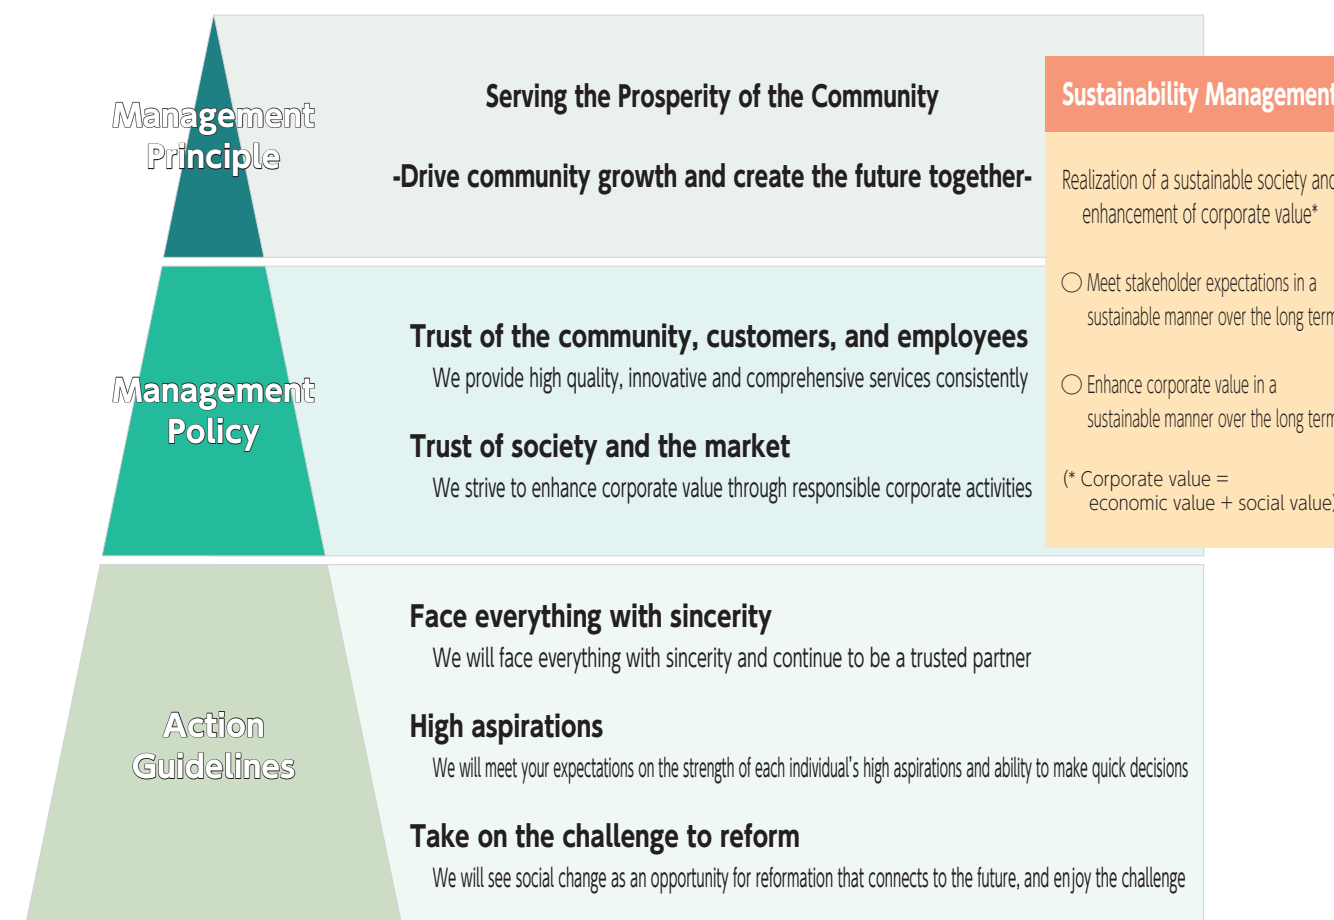 Management
Principle
Serving the Prosperity of the Community
-Drive community growth and create the future together-
Management
Policy
Trust of the community, customers, and employees
We provide high quality, innovative and comprehensive services consistently
Trust of society and the market
We strive to enhance corporate value through responsible corporate activities
Sustainability Management
Realization of a sustainable society and
enhancement of corporate value*
○ Meet stakeholder expectations in a
sustainable manner over the long term
○ Enhance corporate value in a
sustainable manner over the long term
(* Corporate value =
economic value + social value)
Action
Guidelines
Face everything with sincerity
We will face everything with sincerity and continue to be a trusted partner
High aspirations
We will meet your expectations on the strength of each individual's high aspirations and ability to make quick decisions
Take on the challenge to reform
We will see social change as an opportunity for reformation that connects to the future, and enjoy the challenge